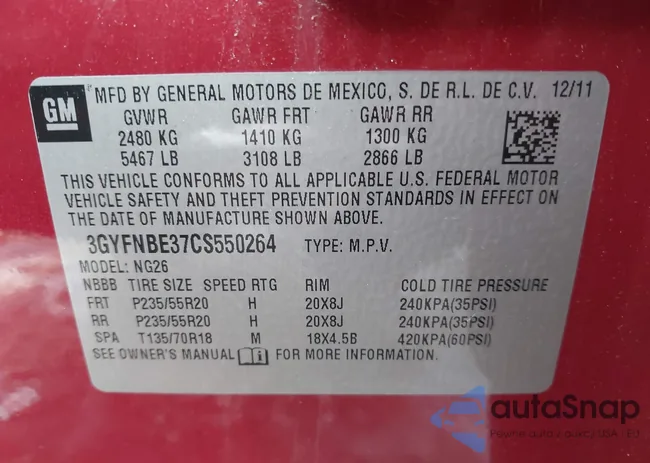 GM
MFD BY GENERAL MOTORS DE MEXICO, S. DE R.L. DE C.V. 12/11
GVWR GAWR FRT GAWR RR
2480 KG 1410 KG 1300 KG
5467 LB 3108 LB 2866 LB
THIS VEHICLE CONFORMS TO ALL APPLICABLE U.S. FEDERAL MOTOR
VEHICLE SAFETY AND THEFT PREVENTION STANDARDS IN EFFECT ON
THE DATE OF MANUFACTURE SHOWN ABOVE.
3GYFNBE37CS550264 TYPE: M.P.V.
MODEL: NG26
NBBB TIRE SIZE SPEED RTG RIM COLD TIRE PRESSURE
FRT P235/55R20 H 20X8J 240KPA(35PSI)
RR P235/55R20 H 20X8J 240KPA(35PSI)
SPA T135/70R18 M 18X4.5B 420KPA(60PSI)
SEE OWNER'S MANUAL FOR MORE INFORMATION.
autoSnap